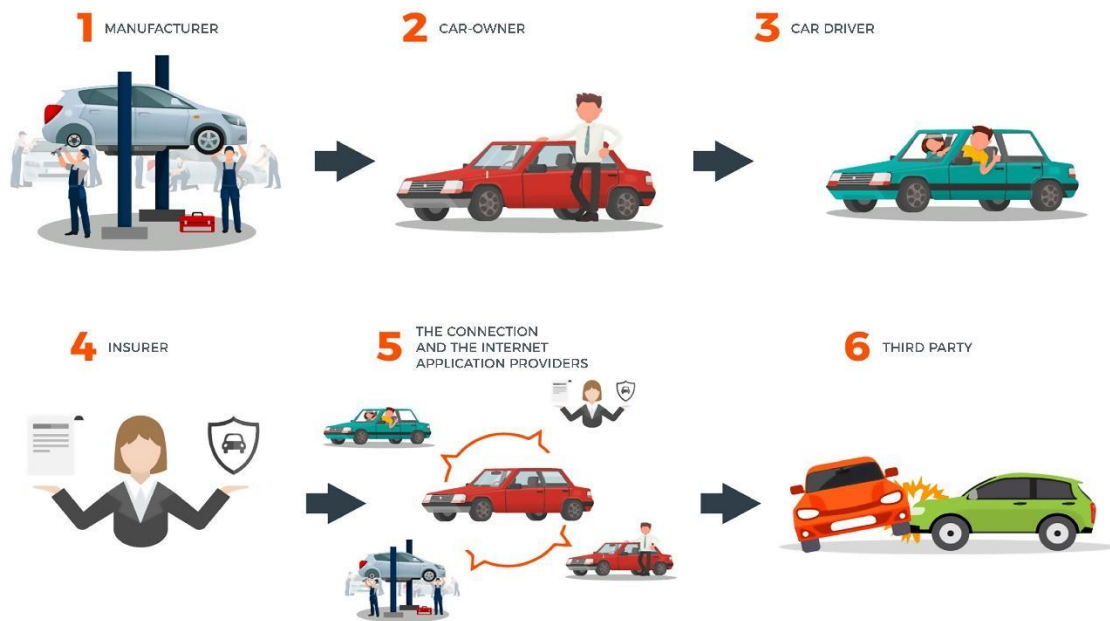 1 MANUFACTURER
2 CAR-OWNER
3 CAR DRIVER
4 INSURER
5 THE CONNECTION
AND THE INTERNET
APPLICATION PROVIDERS
6 THIRD PARTY